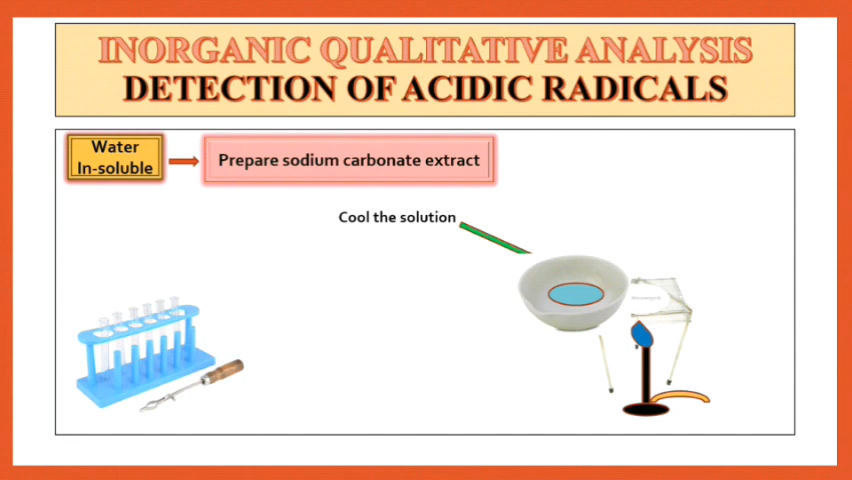 INORGANIC QUALITATIVE ANALYSIS
DETECTION OF ACIDIC RADICALS
Water
In-soluble
Prepare sodium carbonate extract
Cool the solution